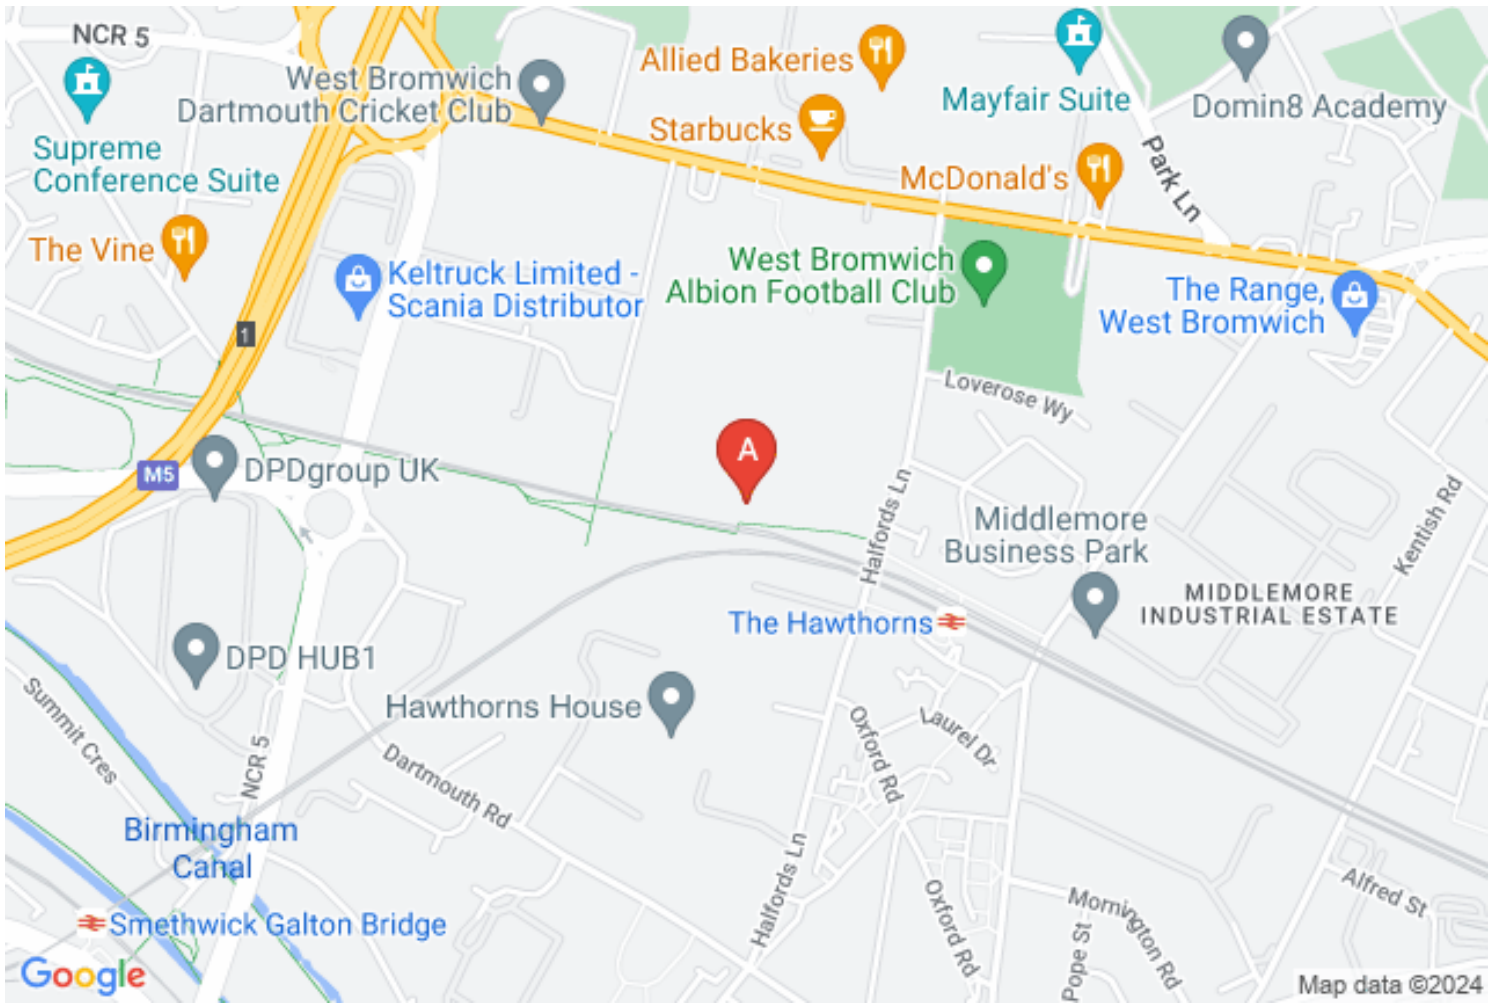 NCR 5
Supreme
Conference Suite
West Bromwich
Dartmouth Cricket Club
Allied Bakeries
Starbucks
Mayfair Suite
Domin8 Academy
McDonald's
Park Ln
The Vine
Keltruck Limited -
Scania Distributor
West Bromwich
Albion Football Club
The Range,
West Bromwich
1
Loverose Wy
M5
DPDgroup UK
A
Halfords Ln
Middlemore
Business Park
Kentish Rd
MIDDLEMORE
INDUSTRIAL ESTATE
The Hawthorns
DPD HUB1
Hawthorns House
Summit Cres
NCR 5
Dartmouth Rd
Oxford Rd
Laurel Dr
Birmingham
Canal
Halfords Ln
Oxford Rd
Mornington Rd
Pope St
Alfred St
Smethwick Galton Bridge
Google
Map data ©2024